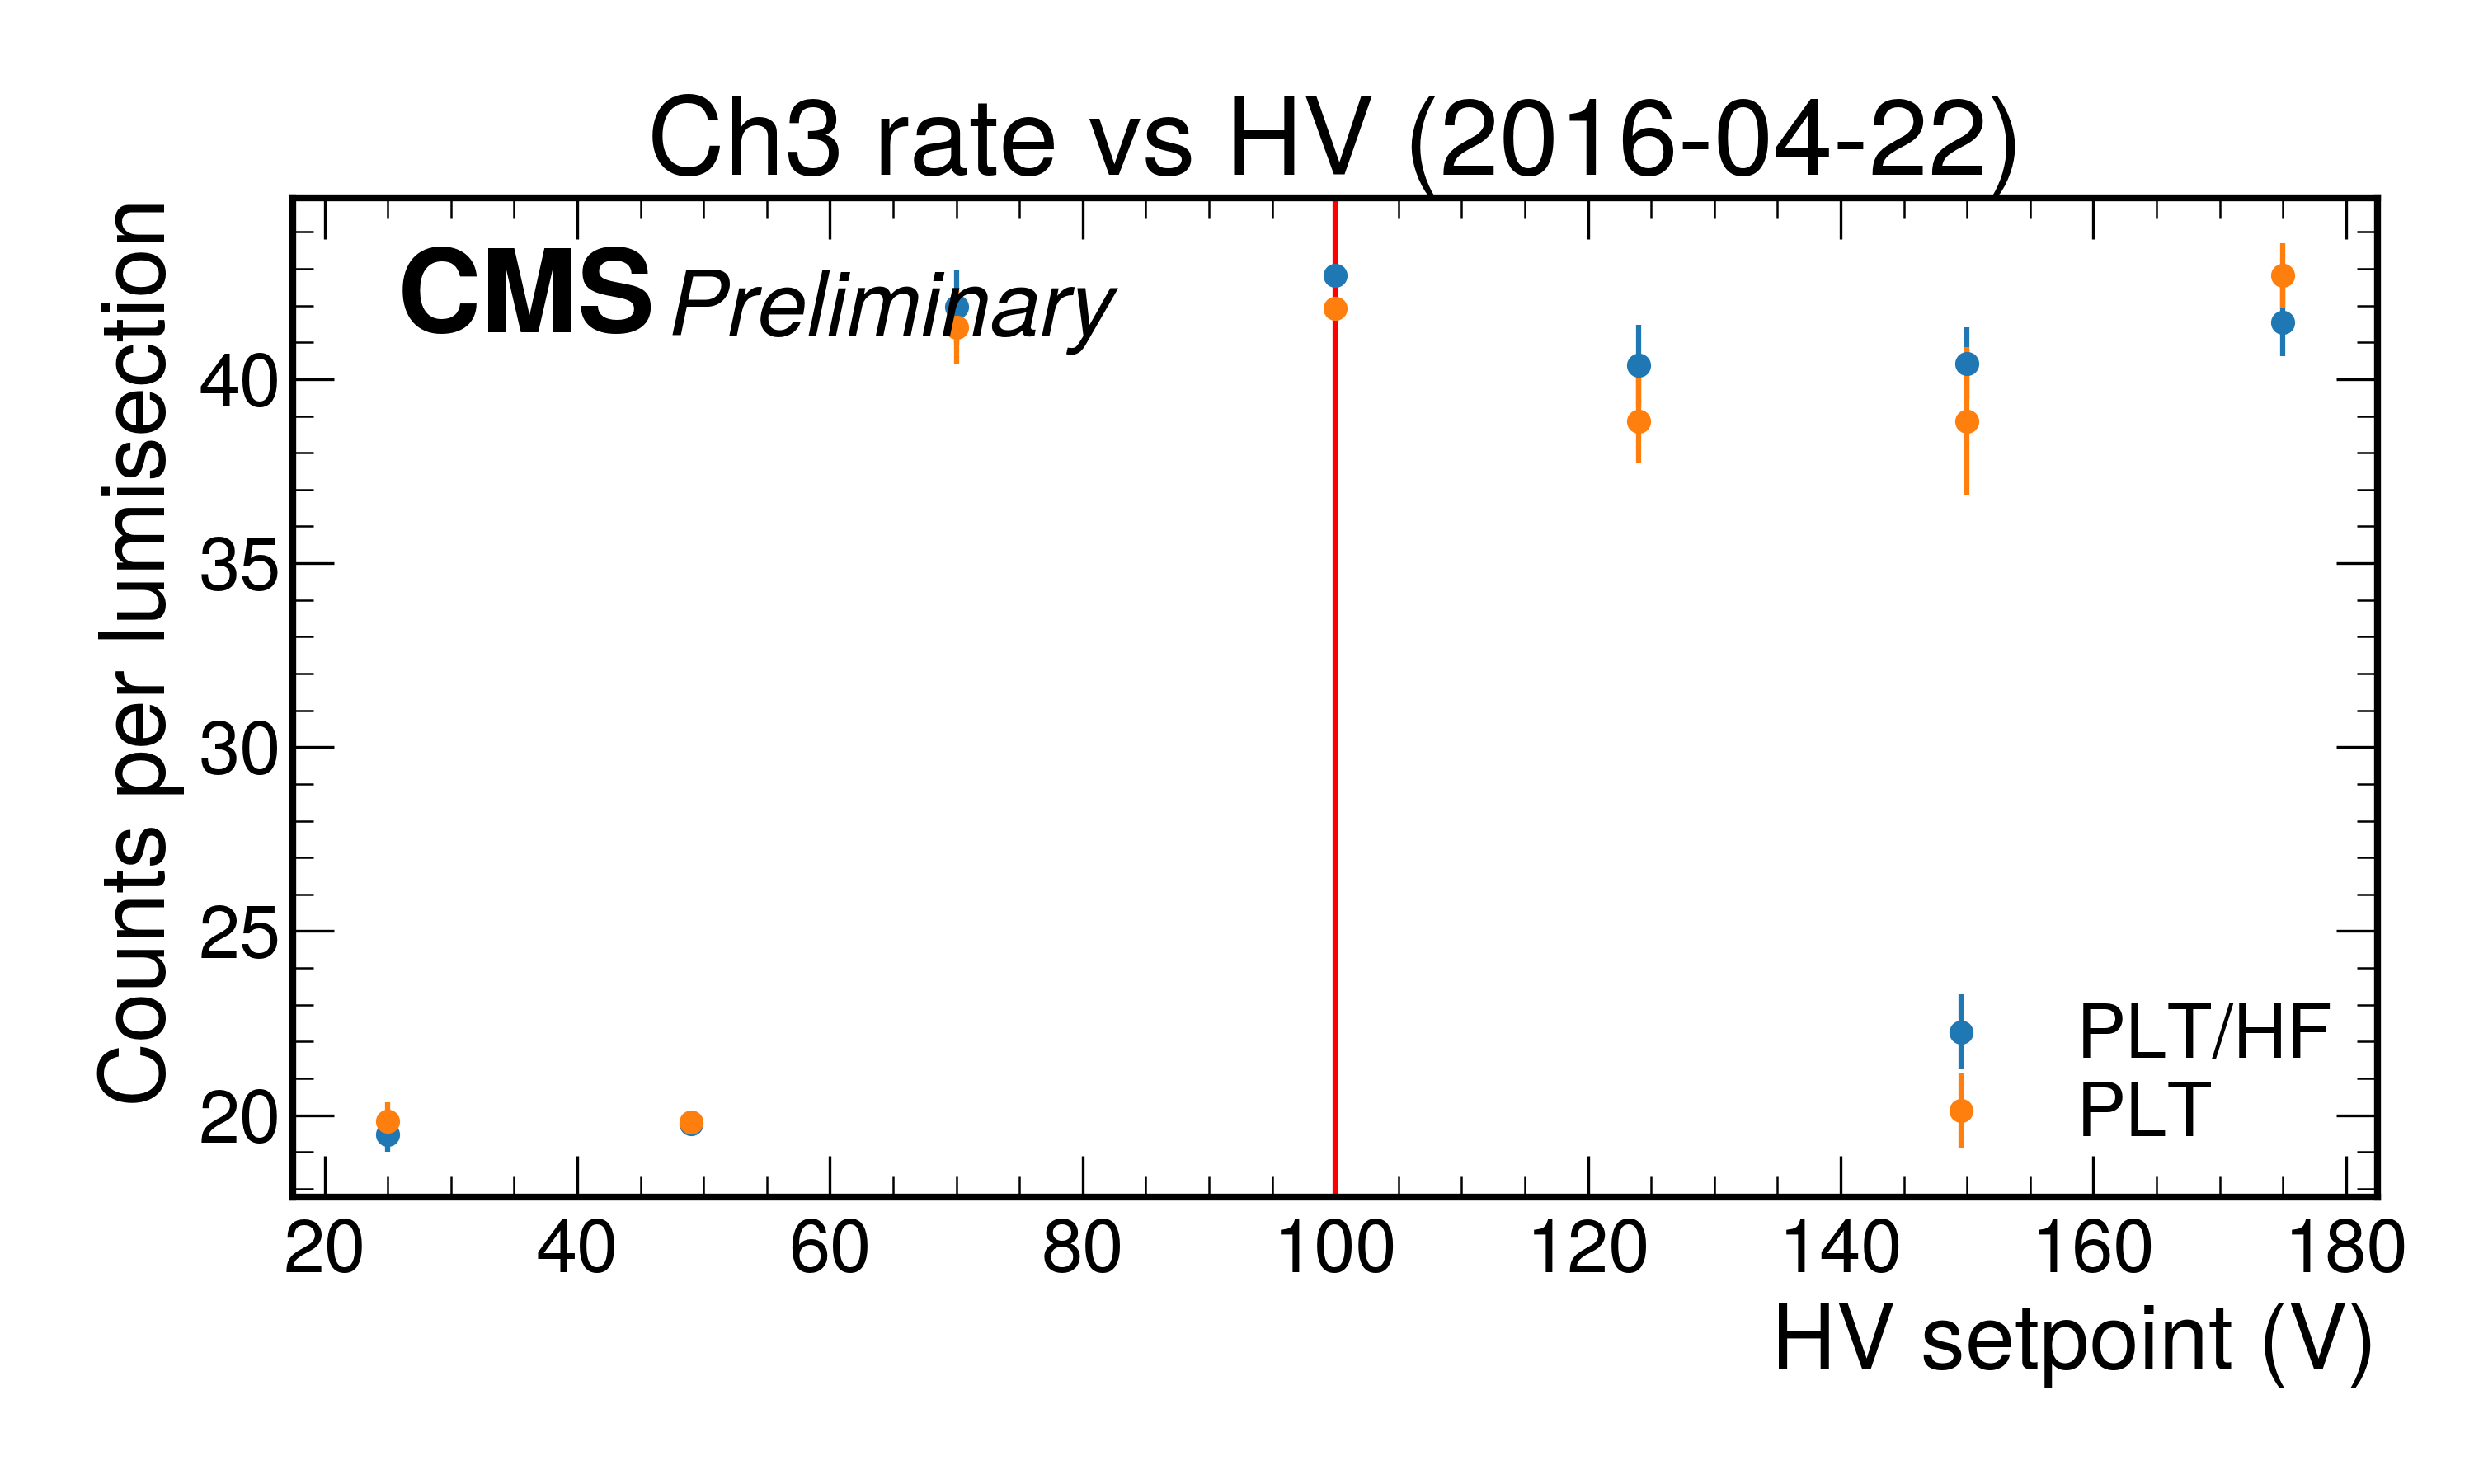 Ch3 rate vs HV (2016-04-22)
CMS Preliminary
Counts per lumisection
40
35
30
25
20
PLT/HF
PLT
20 40 60 80 100 120 140 160 180
HV setpoint (V)